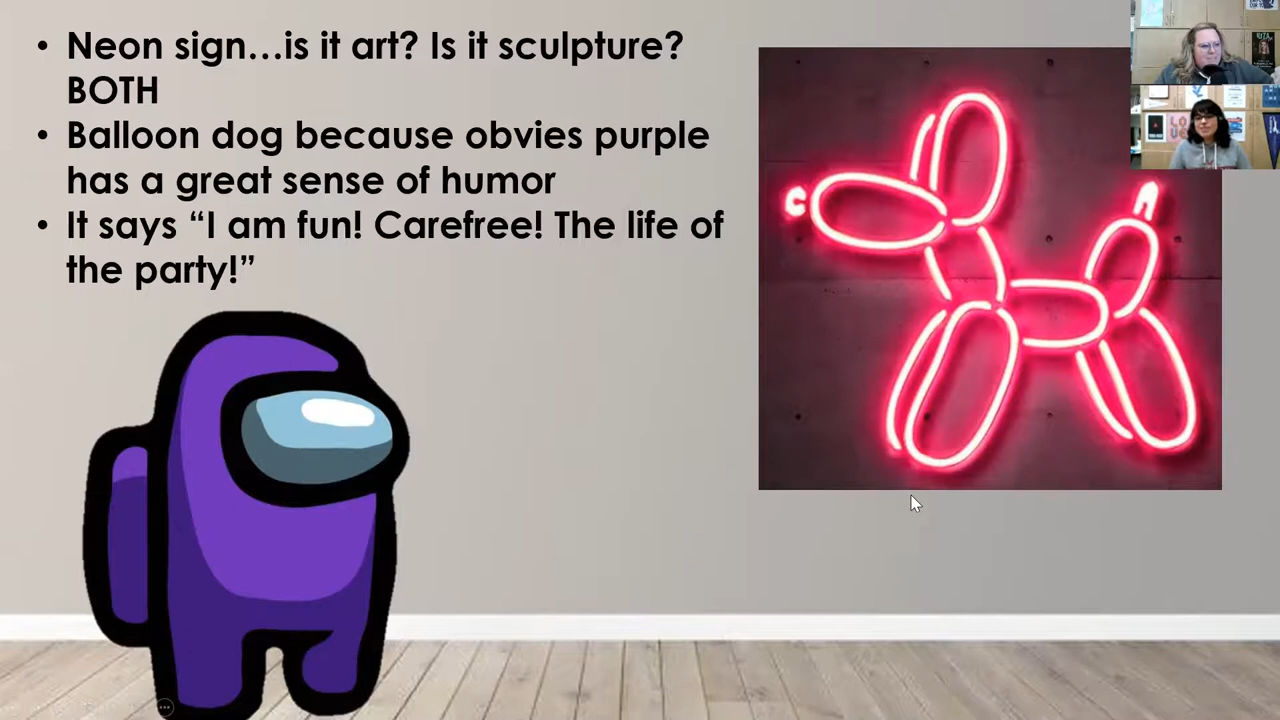 • Neon sign…is it art? Is it sculpture?
BOTH
• Balloon dog because obvies purple
has a great sense of humor
• It says “I am fun! Carefree! The life of
the party!”